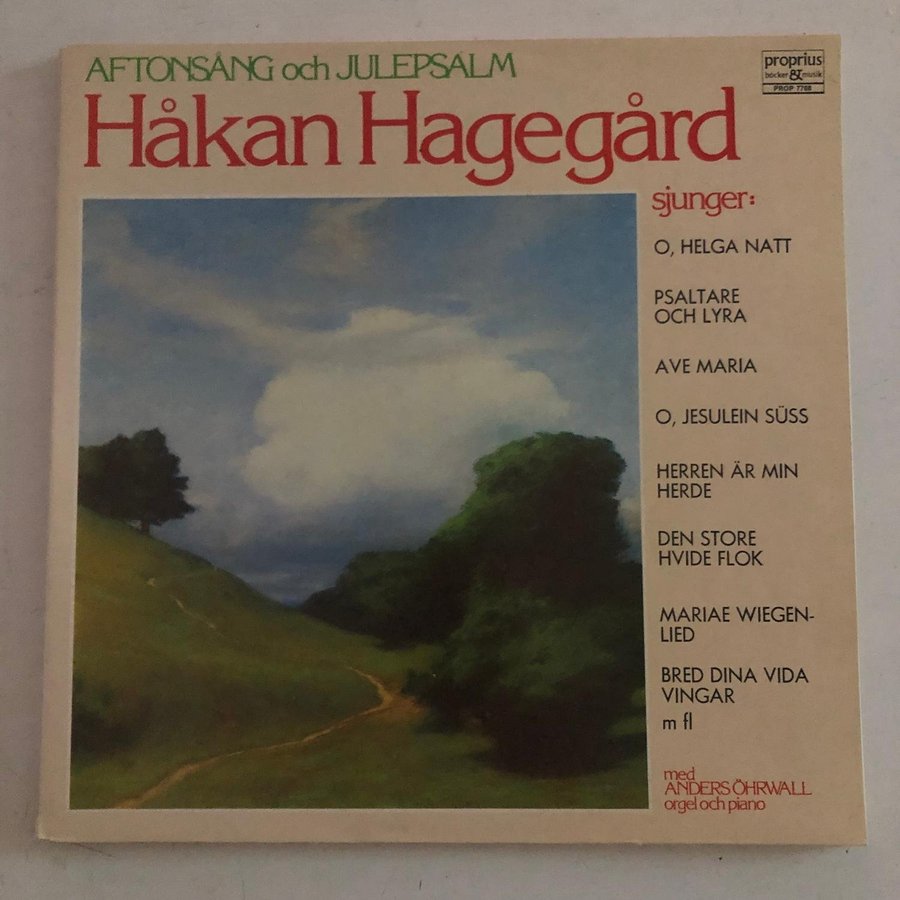 AFTONSÅNG och JULEPSALM
proprius
böcker & musik
PROP 7768
Håkan Hagegård
sjunger:
O, HELGA NATT
PSALTARE
OCH LYRA
AVE MARIA
O, JESULEIN SÜSS
HERREN ÄR MIN
HERDE
DEN STORE
HVIDE FLOK
MARIAE WIEGEN-
LIED
BRED DINA VIDA
VINGAR
m fl
med
ANDERS ÖHRWALL
orgel och piano